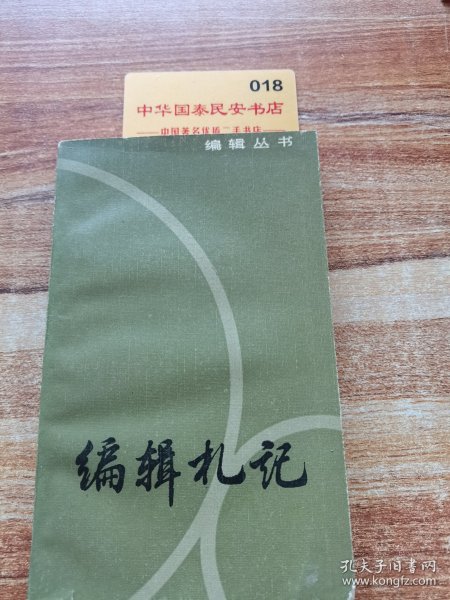 018
中华国泰民安书店
中国著名优质二手书店
编辑丛书
编辑札记
孔夫子旧书网
www.kongfz.com